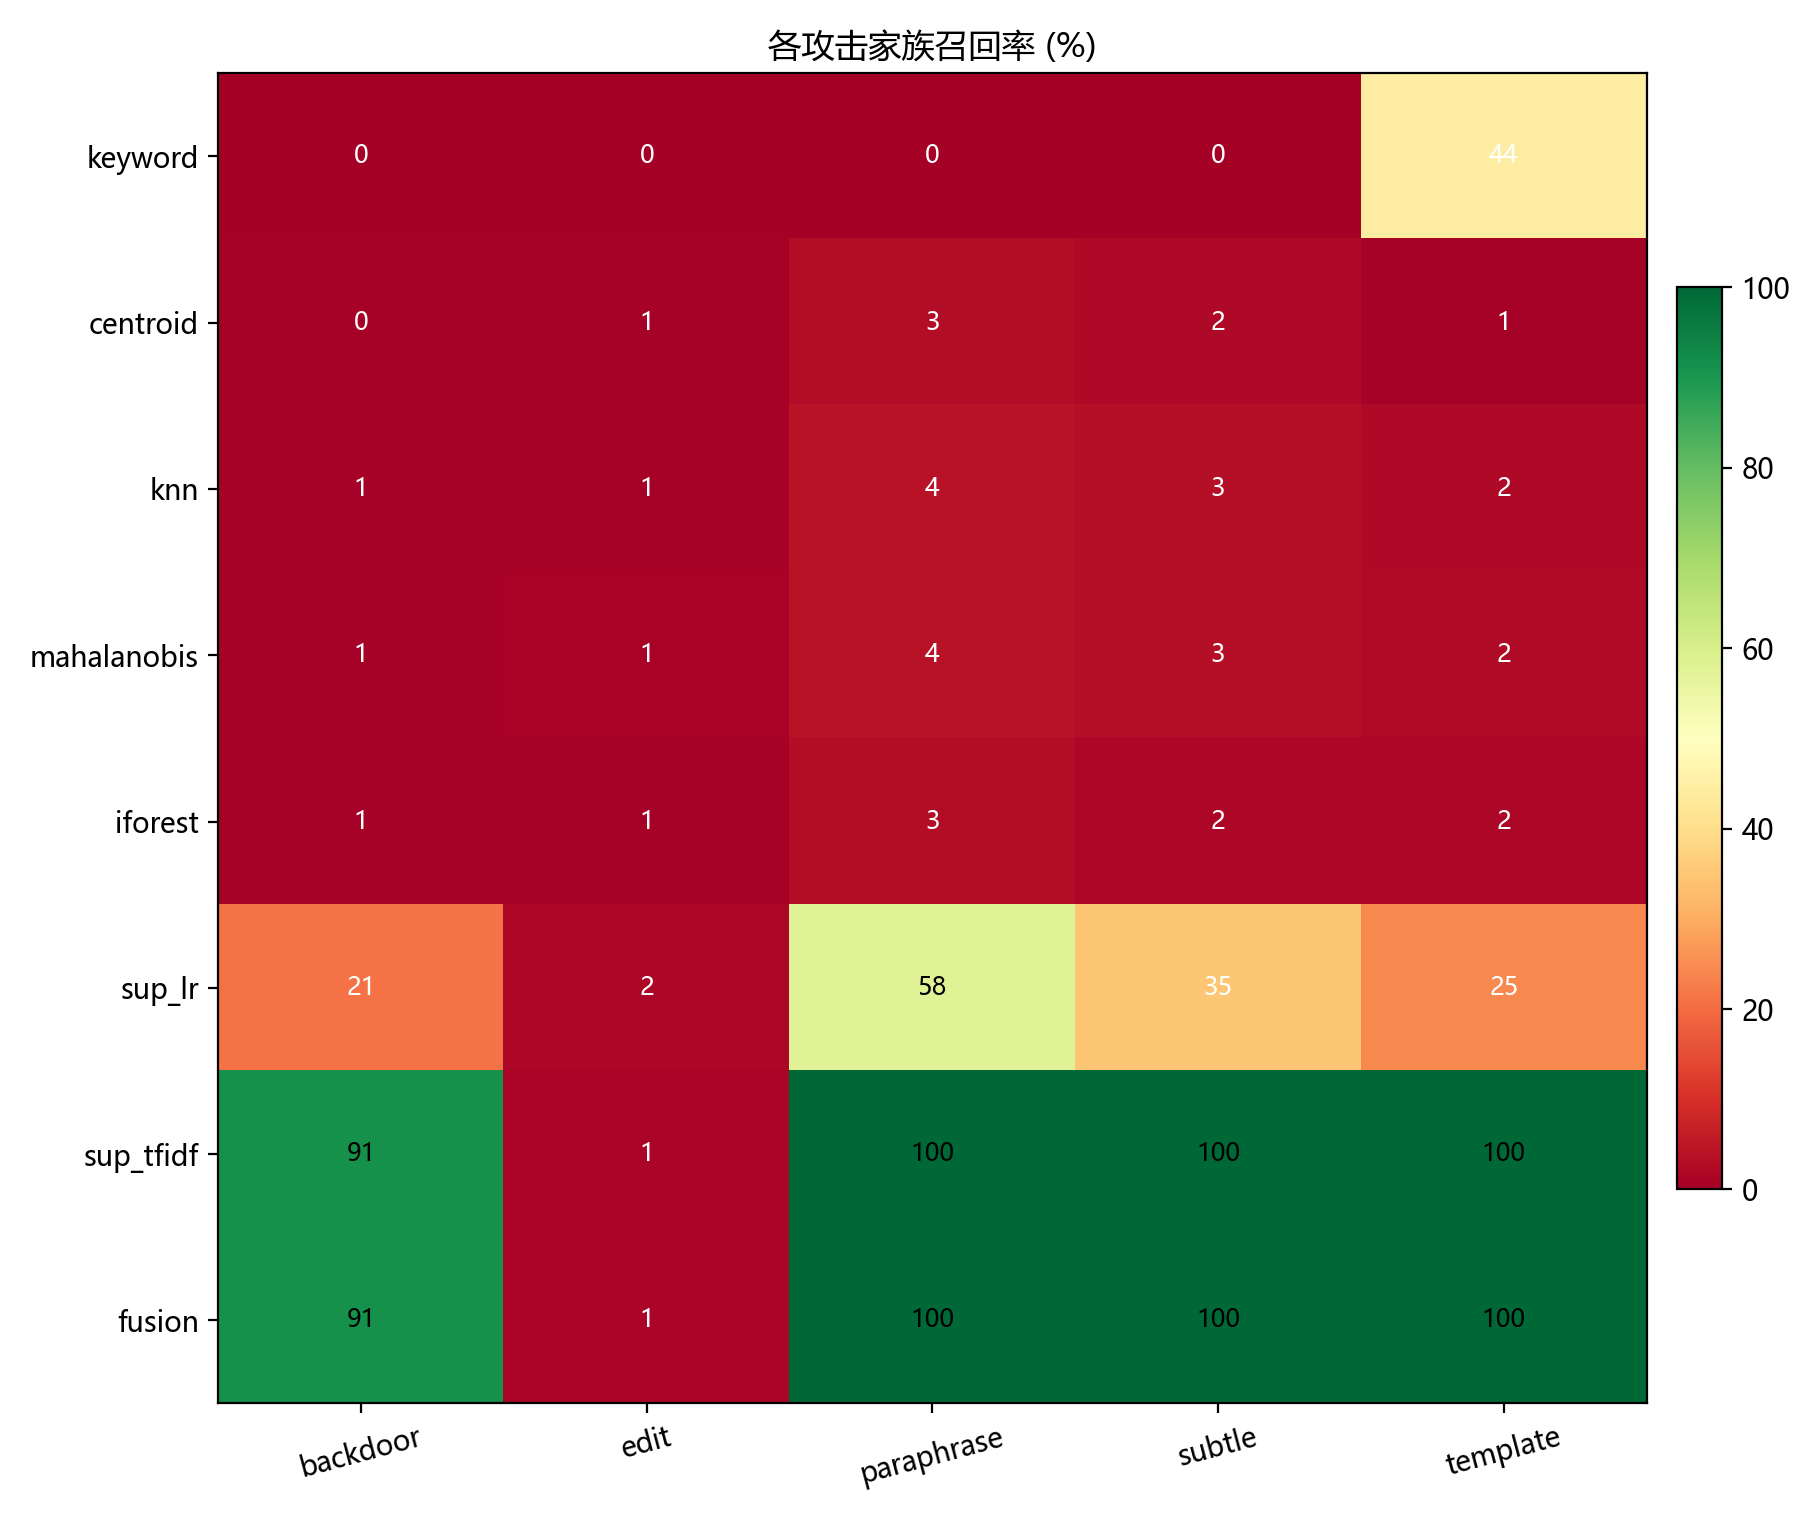 各攻击家族召回率 (%)
keyword 0 0 0 0 44
centroid 0 1 3 2 1
knn 1 1 4 3 2
mahalanobis 1 1 4 3 2
iforest 1 1 3 2 2
sup_lr 21 2 58 35 25
sup_tfidf 91 1 100 100 100
fusion 91 1 100 100 100
backdoor edit paraphrase subtle template
100
80
60
40
20
0